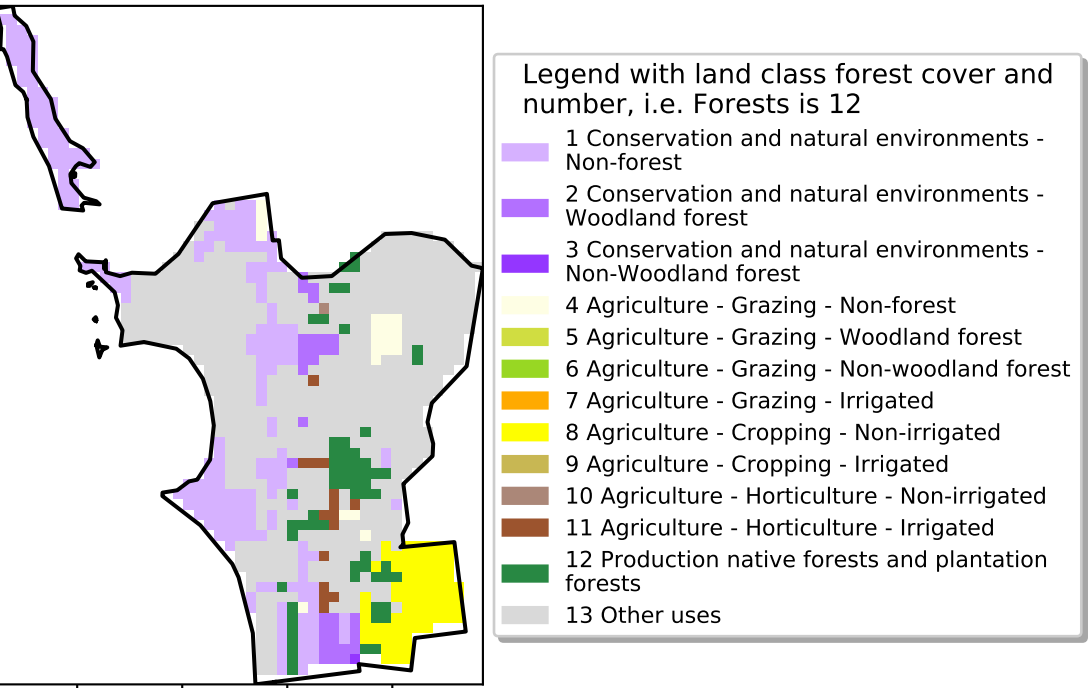 Legend with land class forest cover and
number, i.e. Forests is 12
1 Conservation and natural environments -
Non-forest
2 Conservation and natural environments -
Woodland forest
3 Conservation and natural environments -
Non-Woodland forest
4 Agriculture - Grazing - Non-forest
5 Agriculture - Grazing - Woodland forest
6 Agriculture - Grazing - Non-woodland forest
7 Agriculture - Grazing - Irrigated
8 Agriculture - Cropping - Non-irrigated
9 Agriculture - Cropping - Irrigated
10 Agriculture - Horticulture - Non-irrigated
11 Agriculture - Horticulture - Irrigated
12 Production native forests and plantation
forests
13 Other uses